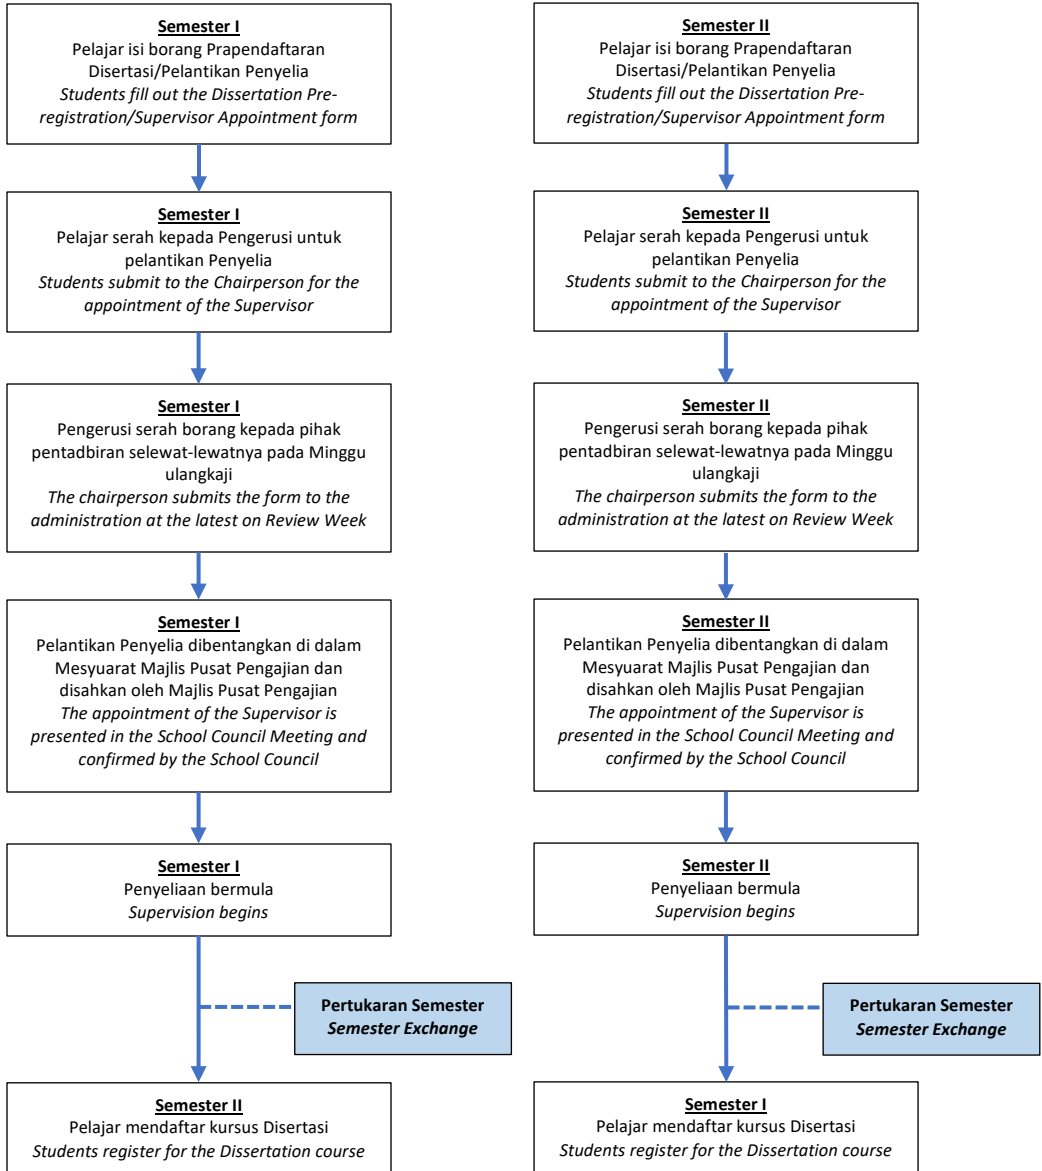 Semester I
Pelajar isi borang Prapendaftaran
Disertasi/Pelantikan Penyelia
Students fill out the Dissertation Pre-
registration/Supervisor Appointment form
Semester I
Pelajar serah kepada Pengerusi untuk
pelantikan Penyelia
Students submit to the Chairperson for the
appointment of the Supervisor
Semester I
Pengerusi serah borang kepada pihak
pentadbiran selewat-lewatnya pada Minggu
ulangkaji
The chairperson submits the form to the
administration at the latest on Review Week
Semester I
Pelantikan Penyelia dibentangkan di dalam
Mesyuarat Majlis Pusat Pengajian dan
disahkan oleh Majlis Pusat Pengajian
The appointment of the Supervisor is
presented in the School Council Meeting and
confirmed by the School Council
Semester I
Penyeliaan bermula
Supervision begins
Pertukaran Semester
Semester Exchange
Semester II
Pelajar mendaftar kursus Disertasi
Students register for the Dissertation course
Semester II
Pelajar isi borang Prapendaftaran
Disertasi/Pelantikan Penyelia
Students fill out the Dissertation Pre-
registration/Supervisor Appointment form
Semester II
Pelajar serah kepada Pengerusi untuk
pelantikan Penyelia
Students submit to the Chairperson for the
appointment of the Supervisor
Semester II
Pengerusi serah borang kepada pihak
pentadbiran selewat-lewatnya pada Minggu
ulangkaji
The chairperson submits the form to the
administration at the latest on Review Week
Semester II
Pelantikan Penyelia dibentangkan di dalam
Mesyuarat Majlis Pusat Pengajian dan
disahkan oleh Majlis Pusat Pengajian
The appointment of the Supervisor is
presented in the School Council Meeting and
confirmed by the School Council
Semester II
Penyeliaan bermula
Supervision begins
Pertukaran Semester
Semester Exchange
Semester I
Pelajar mendaftar kursus Disertasi
Students register for the Dissertation course